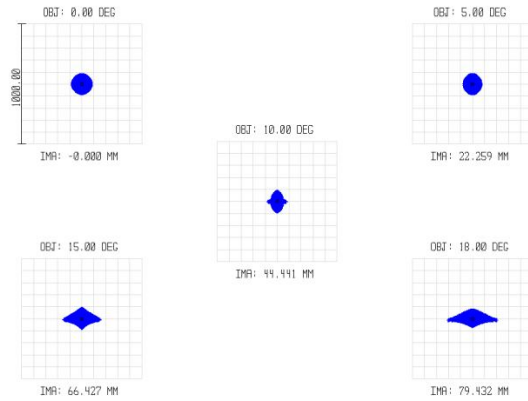 OBJ: 0.00 DEG
OBJ: 5.00 DEG
1000.00
IMA: -0.000 MM
IMA: 22.259 MM
OBJ: 10.00 DEG
IMA: 44.441 MM
OBJ: 15.00 DEG
OBJ: 18.00 DEG
IMA: 66.427 MM
IMA: 79.432 MM